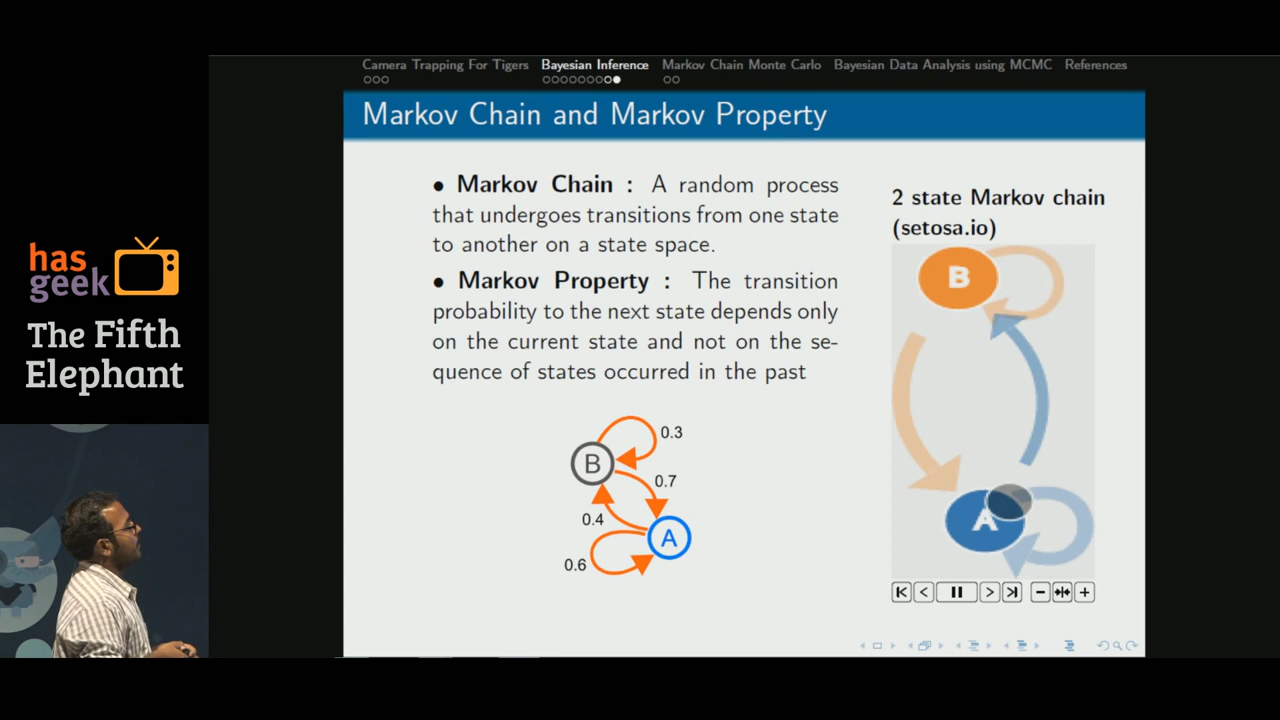 Camera Trapping For Tigers Bayesian Inference Markov Chain Monte Carlo Bayesian Data Analysis using MCMC References
Markov Chain and Markov Property
• Markov Chain : A random process
that undergoes transitions from one state
to another on a state space.
• Markov Property : The transition
probability to the next state depends only
on the current state and not on the se-
quence of states occurred in the past
2 state Markov chain
(setosa.io)
B
A
B
0.3
0.7
0.4
A
0.6
has
geek
The Fifth
Elephant